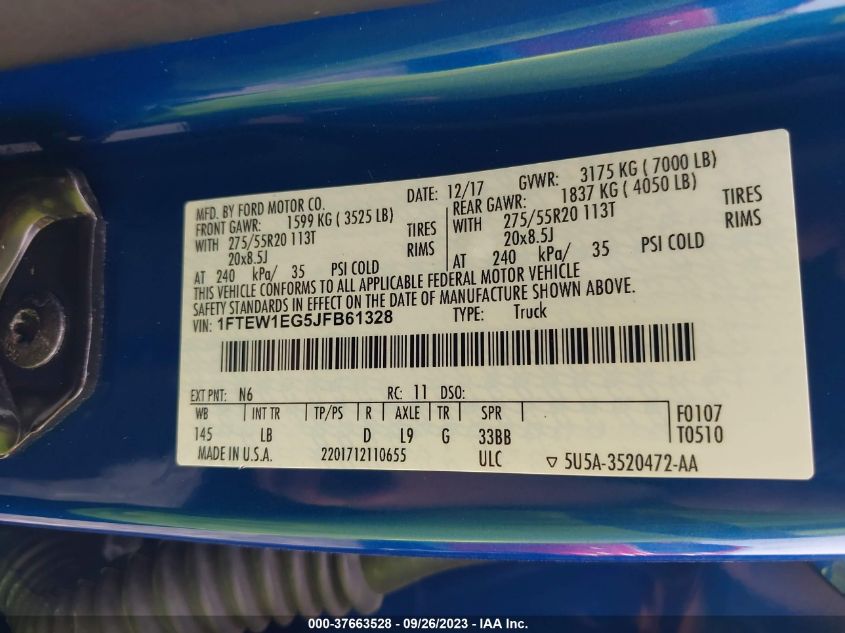 MFD. BY FORD MOTOR CO. DATE: 12/17 GVWR: 3175 KG ( 7000 LB)
FRONT GAWR: 1599 KG ( 3525 LB) REAR GAWR: 1837 KG ( 4050 LB)
WITH 275/55R20 113T TIRES WITH 275/55R20 113T TIRES
20x8.5J RIMS 20x8.5J RIMS
AT 240 kPa/ 35 PSI COLD AT 240 kPa/ 35 PSI COLD
THIS VEHICLE CONFORMS TO ALL APPLICABLE FEDERAL MOTOR VEHICLE
SAFETY STANDARDS IN EFFECT ON THE DATE OF MANUFACTURE SHOWN ABOVE.
VIN: 1FTEW1EG5JFB61328 TYPE: Truck
EXT PNT: N6 RC: 11 DSO:
WB INT TR TP/PS R AXLE TR SPR F0107
145 LB D L9 G 33BB T0510
MADE IN U.S.A. 2201712110655 ULC ▽ 5U5A-3520472-AA
000-37663528 - 09/26/2023 - IAA Inc.